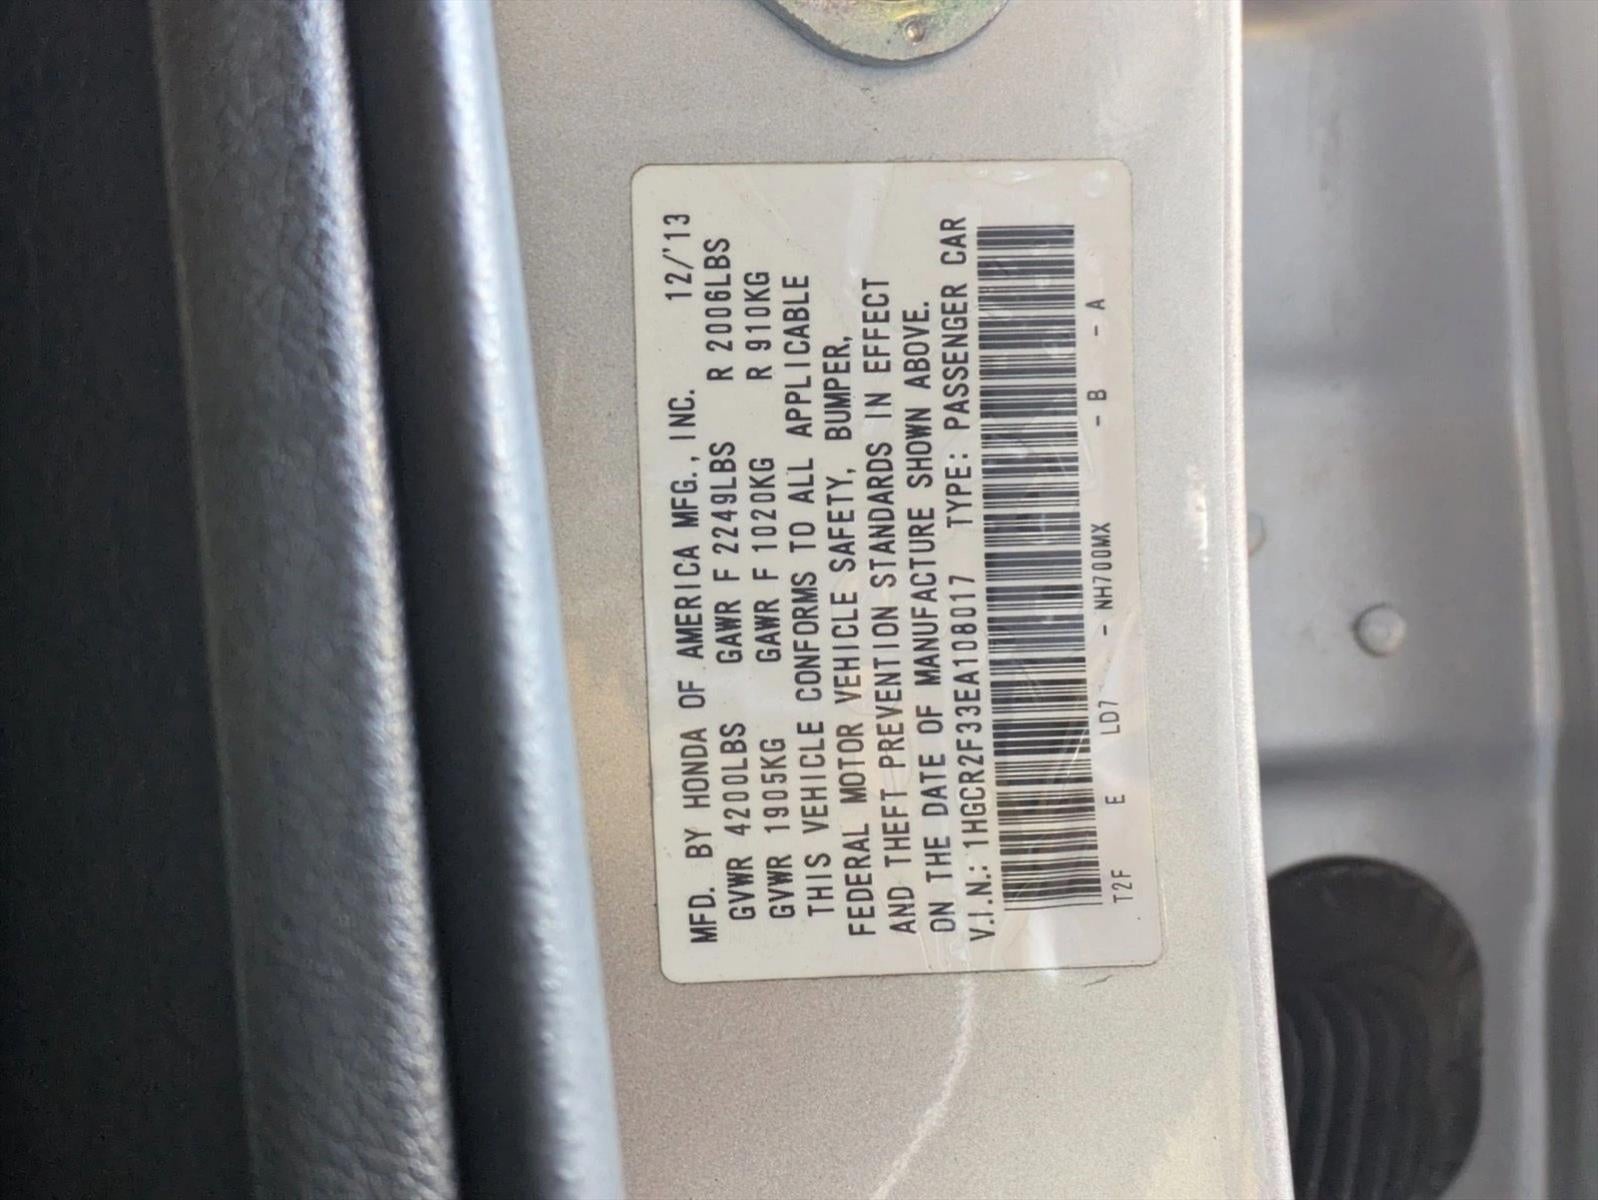 MFD. BY HONDA OF AMERICA MFG., INC. 12/'13
GVWR 4200LBS GAWR F 2249LBS R 2006LBS
GVWR 1905KG GAWR F 1020KG R 910KG
THIS VEHICLE CONFORMS TO ALL APPLICABLE
FEDERAL MOTOR VEHICLE SAFETY, BUMPER,
AND THEFT PREVENTION STANDARDS IN EFFECT
ON THE DATE OF MANUFACTURE SHOWN ABOVE.
V.I.N.: 1HGCR2F33EA108017 TYPE: PASSENGER CAR
T2F E LD7 - NH700MX - B - A